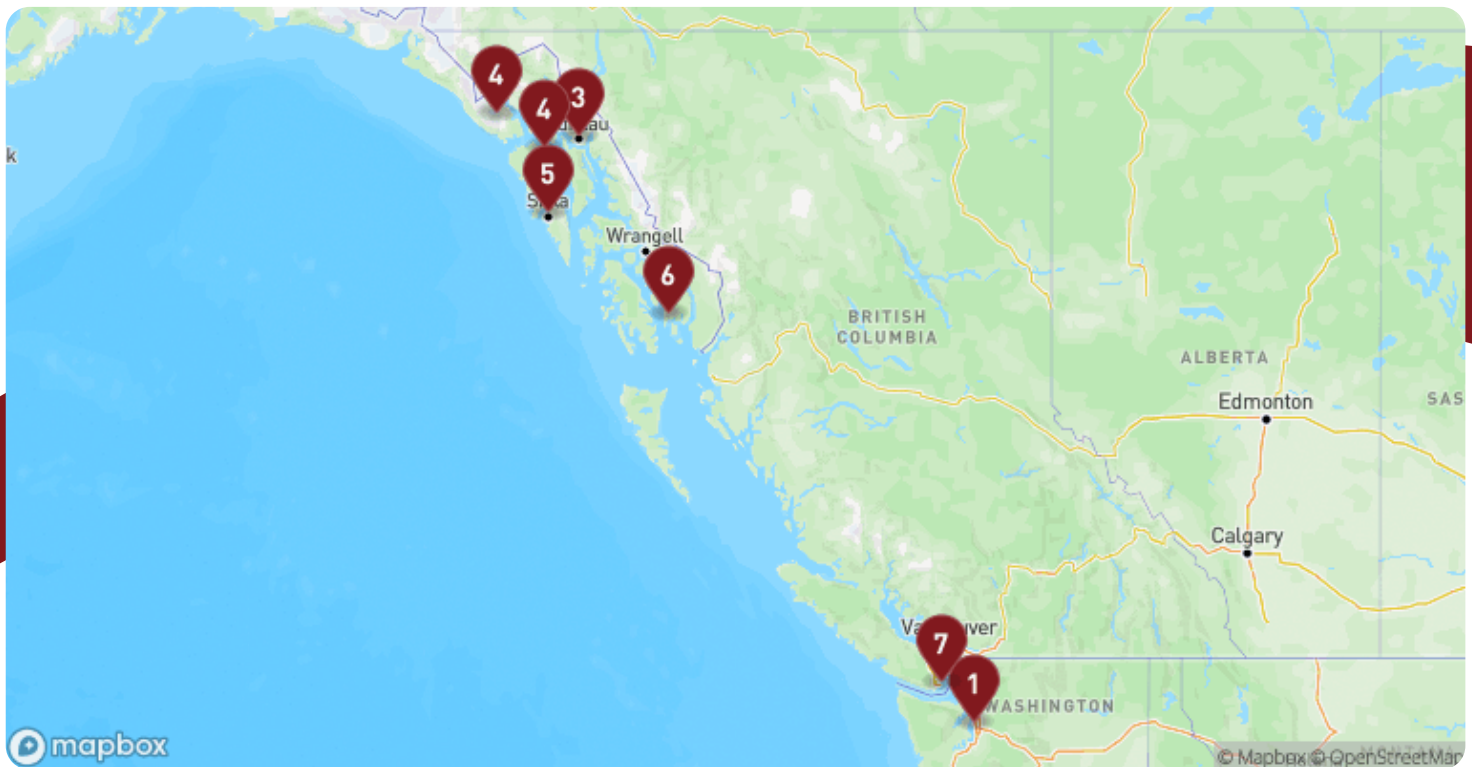 4
4
3
k
5
Wrangell
6
BRITISH
COLUMBIA
ALBERTA
Edmonton
SAS
Calgary
7
1
WASHINGTON
mapbox
© Mapbox © OpenStreetMap